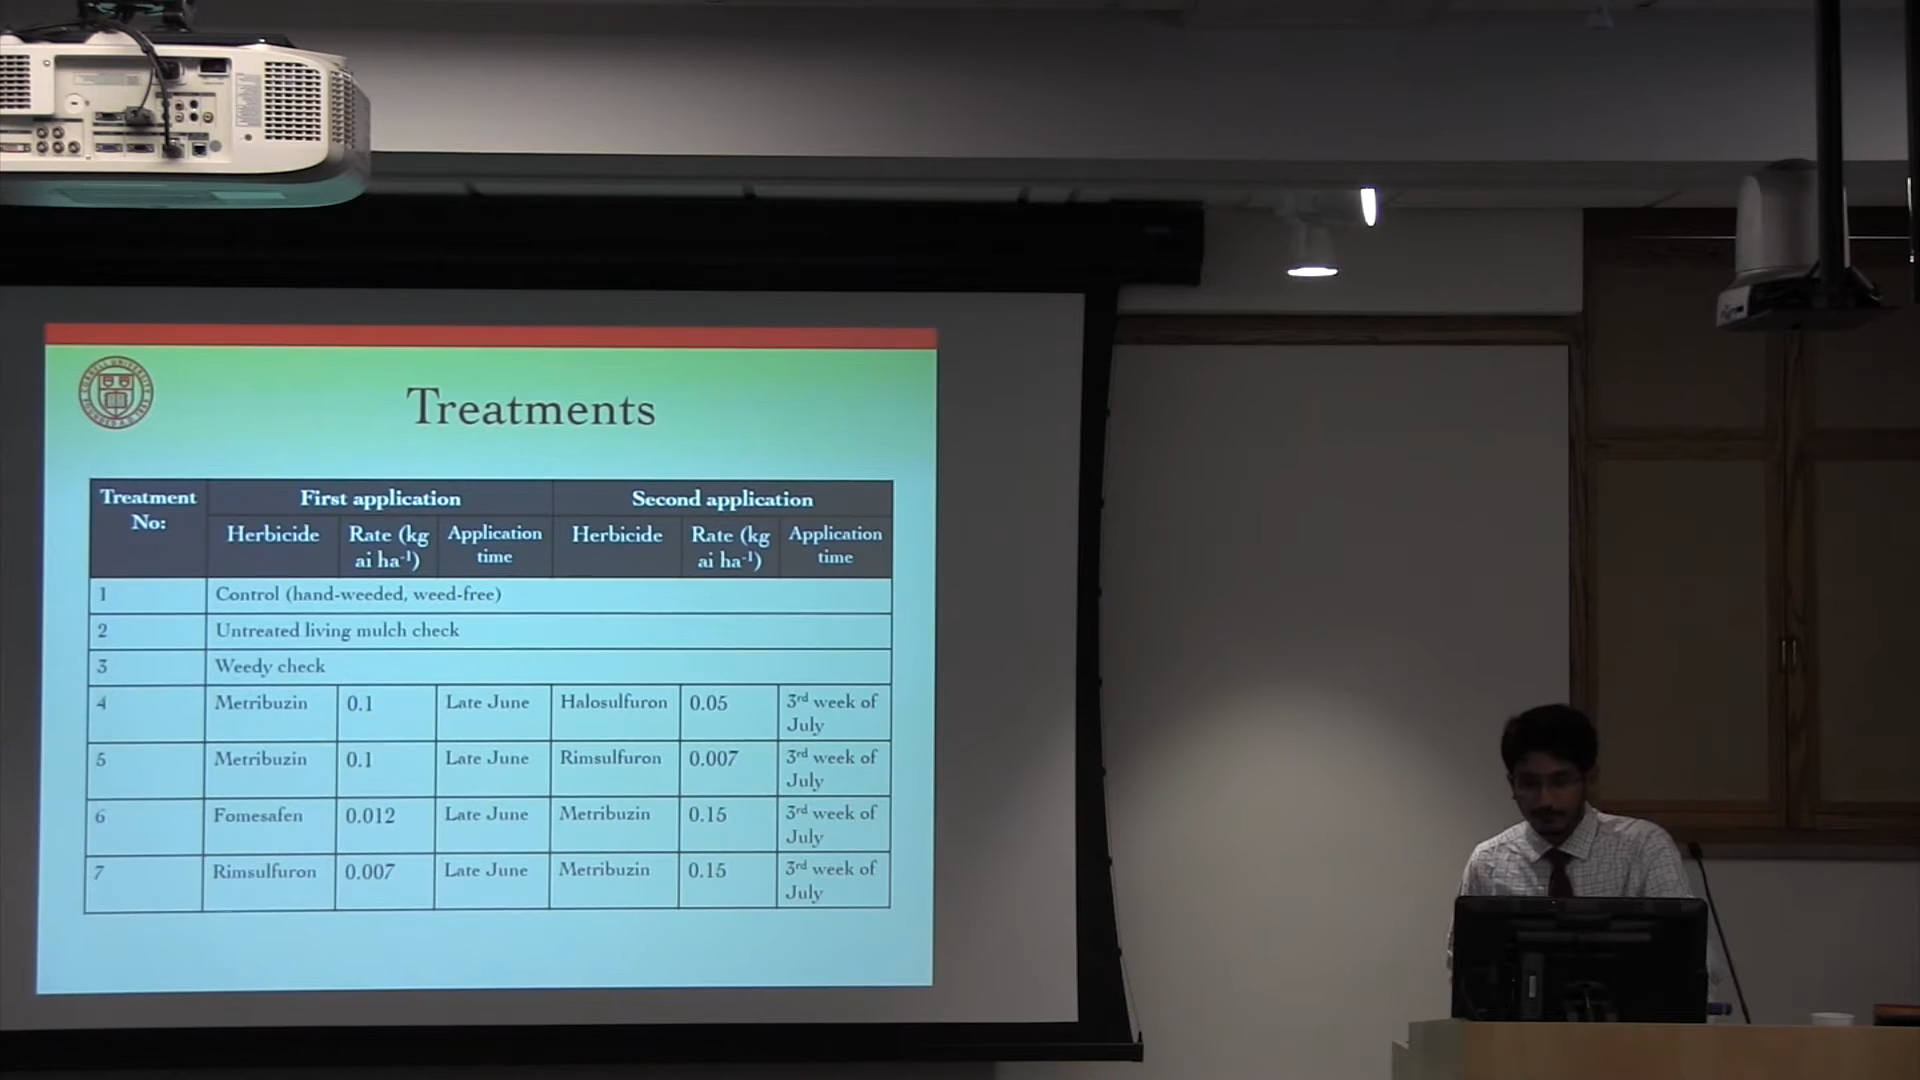 Treatments
Treatment No: First application Second application
Herbicide Rate (kg ai ha-1) Application time Herbicide Rate (kg ai ha-1) Application time
1 Control (hand-weeded, weed-free)
2 Untreated living mulch check
3 Weedy check
4 Metribuzin 0.1 Late June Halosulfuron 0.05 3rd week of July
5 Metribuzin 0.1 Late June Rimsulfuron 0.007 3rd week of July
6 Fomesafen 0.012 Late June Metribuzin 0.15 3rd week of July
7 Rimsulfuron 0.007 Late June Metribuzin 0.15 3rd week of July